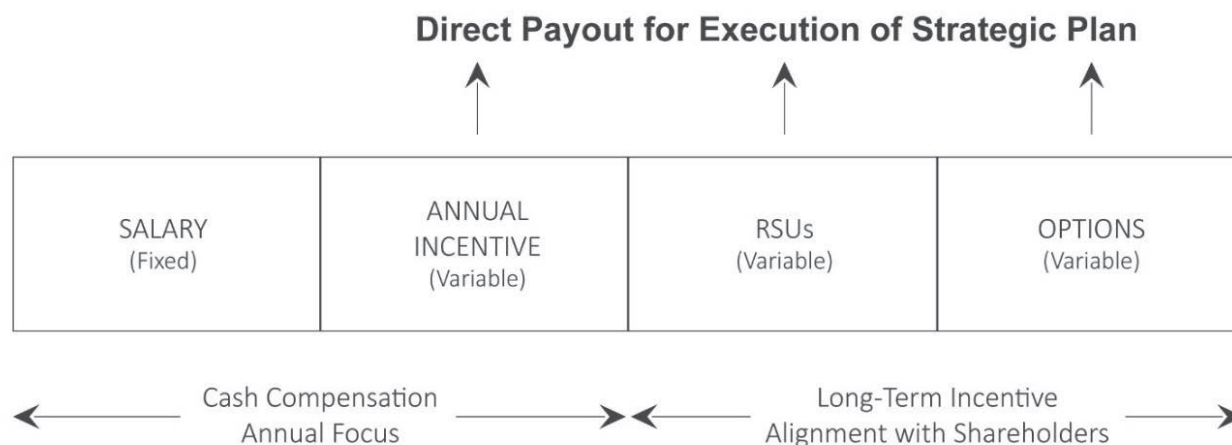 Direct Payout for Execution of Strategic Plan
SALARY
(Fixed)
ANNUAL
INCENTIVE
(Variable)
RSUs
(Variable)
OPTIONS
(Variable)
Cash Compensation
Annual Focus
Long-Term Incentive
Alignment with Shareholders